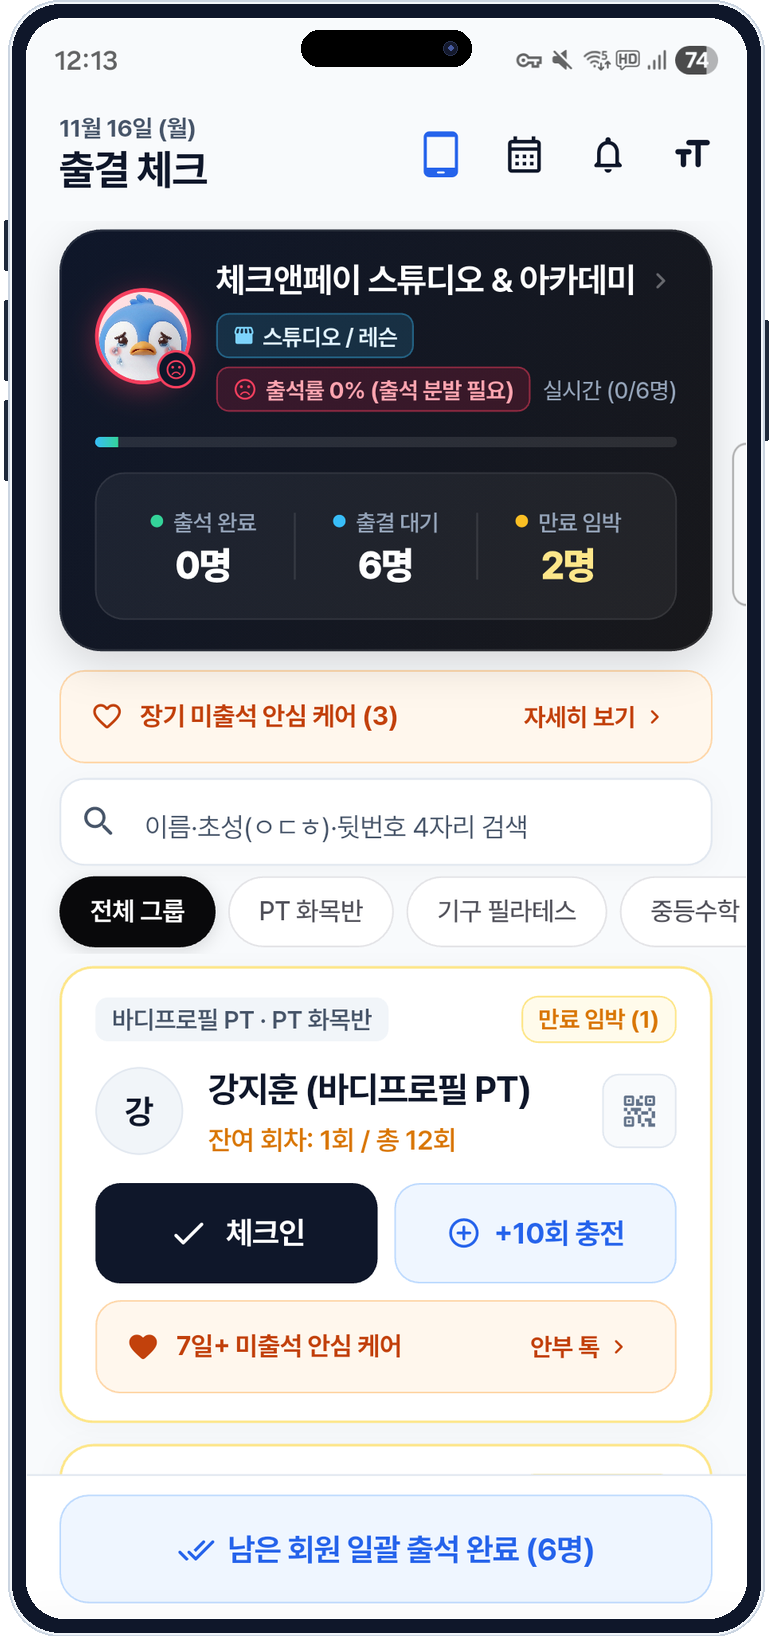 12:13
HD
74
11월 16일 (월)
출결 체크
체크앤페이 스튜디오 & 아카데미
스튜디오 / 레슨
출석률 0% (출석 분발 필요)
실시간 (0/6명)
출석 완료
출결 대기
만료 임박
0명
6명
2명
장기 미출석 안심 케어 (3)
자세히 보기
이름·초성(ㅇㄷㅎ)·뒷번호 4자리 검색
전체 그룹
PT 화목반
기구 필라테스
중등수학
바디프로필 PT · PT 화목반
만료 임박 (1)
강
강지훈 (바디프로필 PT)
잔여 회차: 1회 / 총 12회
체크인
+10회 충전
7일+ 미출석 안심 케어
안부 톡
남은 회원 일괄 출석 완료 (6명)